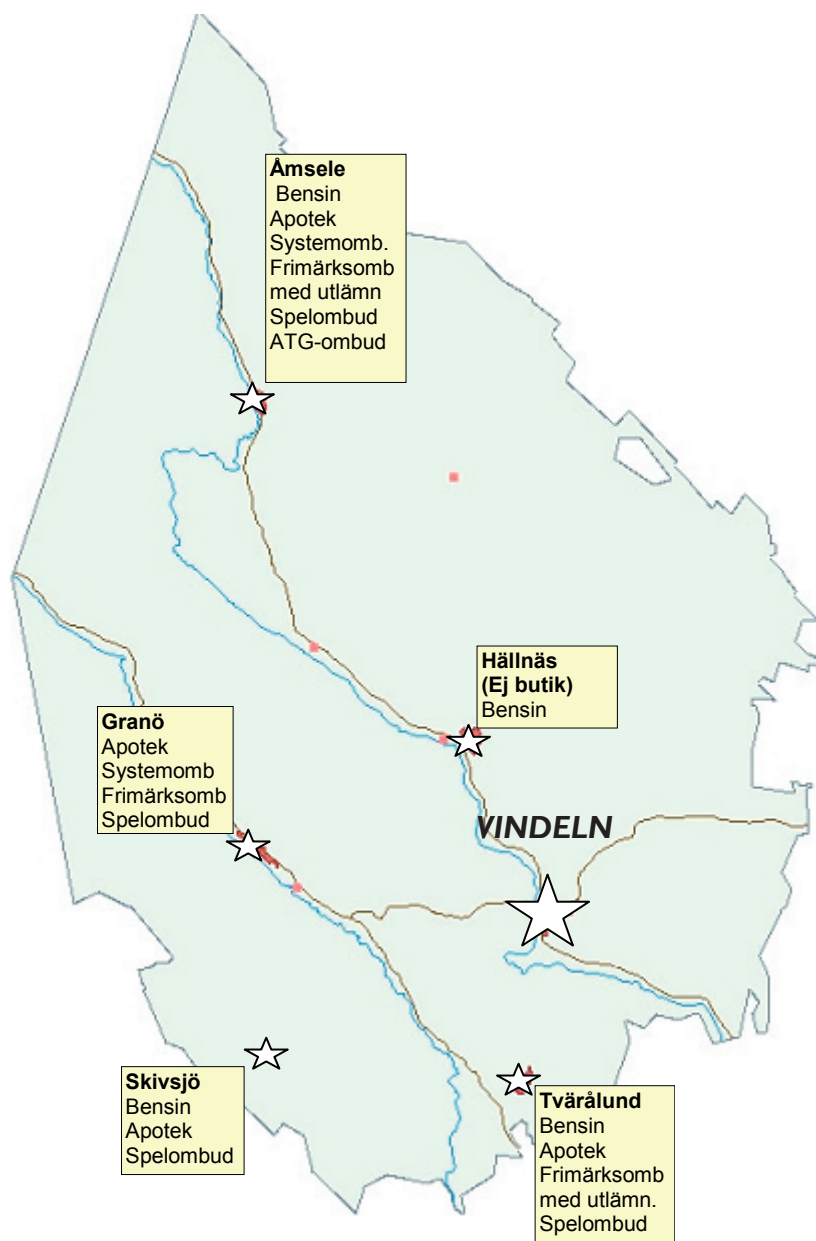 Åmsele
Bensin
Apotek
Systemomb.
Frimärksomb
med utlämn
Spelombud
ATG-ombud
Hällnäs
(Ej butik)
Bensin
Granö
Apotek
Systemomb
Frimärksomb
Spelombud
VINDELN
Skivsjö
Bensin
Apotek
Spelombud
Tvärålund
Bensin
Apotek
Frimärksomb
med utlämn.
Spelombud